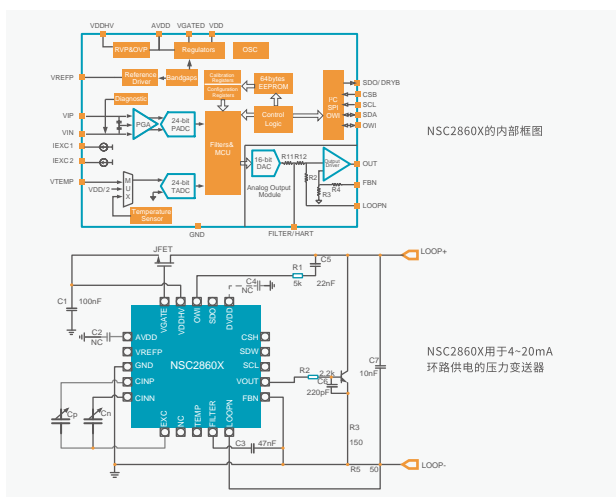 VDDHV
AVDD
VGATED
VDD
RVP&OVP
Regulators
OSC
VREFP
Reference
Driver
Bandgaps
Calibration
Registers
Configuration
Registers
64bytes
EEPROM
Diagnostic
VIP
VIN
PGA
24-bit
PADC
Filters&
MCU
Control
Logic
I²C
SPI
OWI
SDO/ DRYB
CSB
SCL
SDA
OWI
NSC2860X的内部框图
IEXC1
IEXC2
VTEMP
VDD/2
M
U
X
24-bit
TADC
Temperature
Sensor
16-bit
DAC
R11
R12
Analog Output
Module
Output
Driver
R2
R4
R3
OUT
FBN
LOOPN
GND
FILTER/ HART
JFET
LOOP+
C5
R1
5k
22nF
C4
NC
C1
100nF
C2
NC
VGATE
VDDHV
OWI
SDO
DVDD
AVDD
VREFP
GND
CINP
CINN
NSC2860X
CSH
SDW
SCL
VOUT
FBN
EXC
NC
TEMP
FILTER
LOOPN
R2
2.2k
C6
220pF
C7
10nF
NSC2860X用于4~20mA
环路供电的压力变送器
Cp
Cn
C3
47nF
R3
150
R5
50
LOOP-